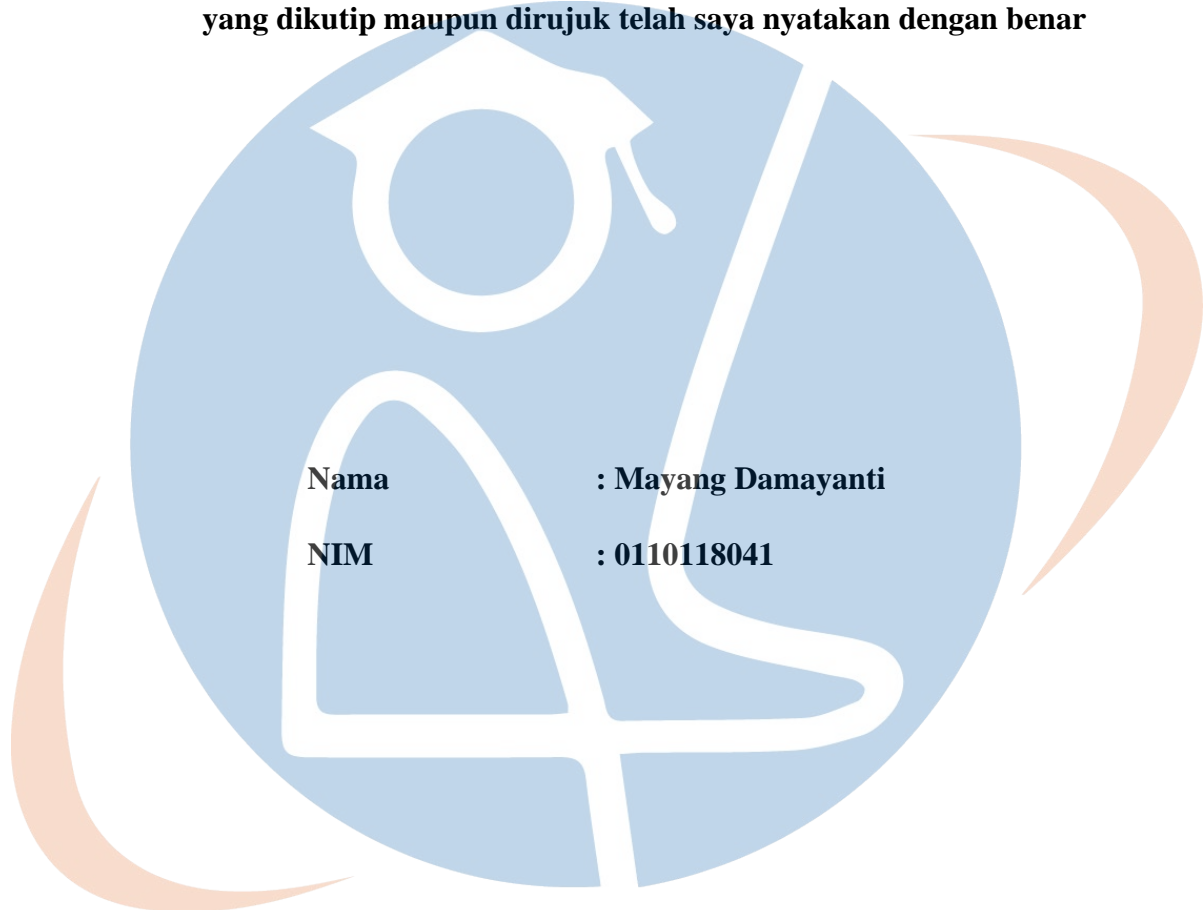 yang dikutip maupun dirujuk telah saya nyatakan dengan benar
Nama : Mayang Damayanti
NIM : 0110118041